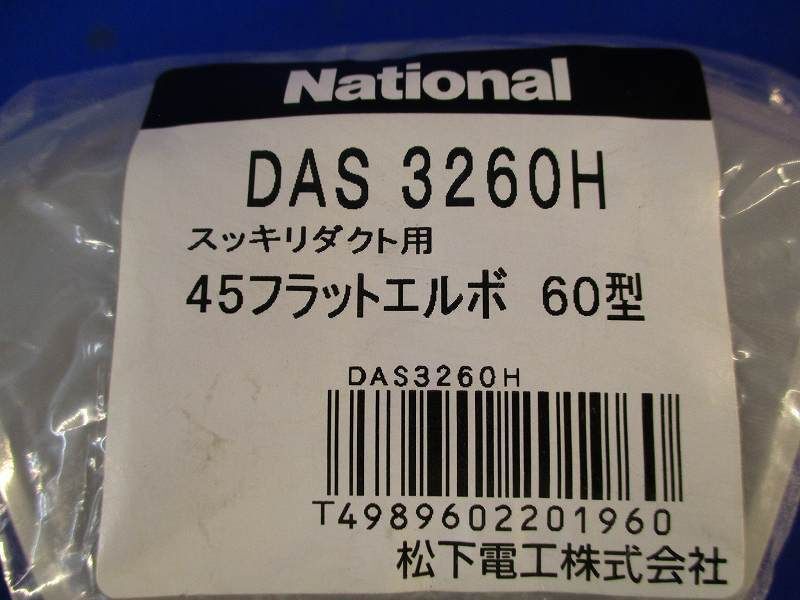 National
DAS 3260H
スッキリダクト用
45フラットエルボ 60型
DAS3260H
T4989602201960
松下電工株式会社